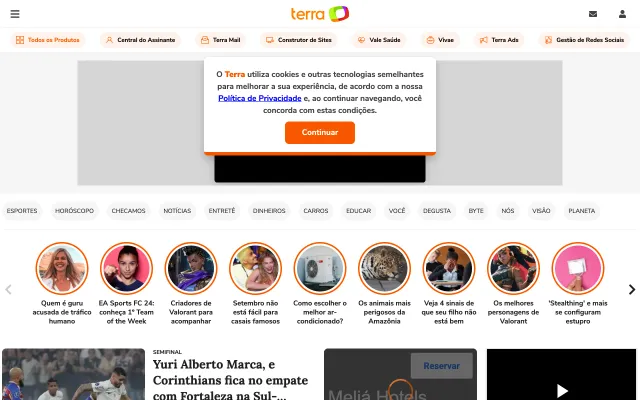 terra
Todos os Produtos
Central do Assinante
Terra Mail
Construtor de Sites
Vale Saúde
Vivae
Terra Ads
Gestão de Redes Sociais
O Terra utiliza cookies e outras tecnologias semelhantes
para melhorar a sua experiência, de acordo com a nossa
Política de Privacidade e, ao continuar navegando, você
concorda com estas condições.
Continuar
ESPORTES
HORÓSCOPO
CHECAMOS
NOTÍCIAS
ENTRETÊ
DINHEIROS
CARROS
EDUCAR
VOCÊ
DEGUSTA
BYTE
NÓS
VISÃO
PLANETA
Quem é guru
acusada de tráfico
humano
EA Sports FC 24:
conheça 1º Team
of the Week
Criadores de
Valorant para
acompanhar
Setembro não
está fácil para
casais famosos
Como escolher o
melhor ar-
condicionado?
Os animais mais
perigosos da
Amazônia
Veja 4 sinais de
que seu filho não
está bem
Os melhores
personagens de
Valorant
'Stealthing' e mais
se configuram
estupro
SEMIFINAL
Yuri Alberto Marca, e
Corinthians fica no empate
com Fortaleza na Sul-...
Reservar
Meliá Hotels